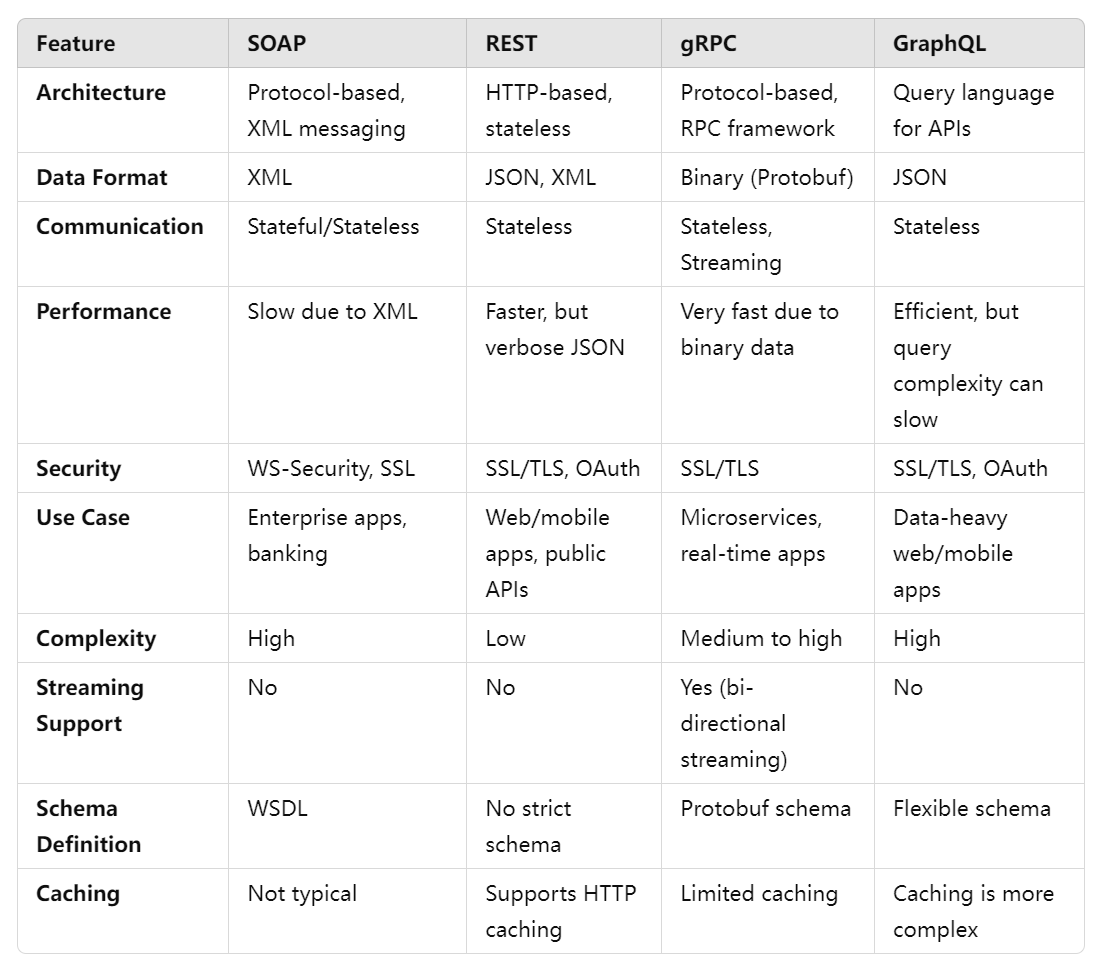 Feature SOAP REST gRPC GraphQL
Architecture Protocol-based, HTTP-based, Protocol-based, Query language
XML messaging stateless RPC framework for APIs
Data Format XML JSON, XML Binary (Protobuf) JSON
Communication Stateful/Stateless Stateless Stateless, Stateless
Streaming
Performance Slow due to XML Faster, but Very fast due to Efficient, but
verbose JSON binary data query
complexity can
slow
Security WS-Security, SSL SSL/TLS, OAuth SSL/TLS SSL/TLS, OAuth
Use Case Enterprise apps, Web/mobile Microservices, Data-heavy
banking apps, public real-time apps web/mobile
APIs apps
Complexity High Low Medium to high High
Streaming No No Yes (bi- No
Support directional
streaming)
Schema WSDL No strict Protobuf schema Flexible schema
Definition schema
Caching Not typical Supports HTTP Limited caching Caching is more
caching complex